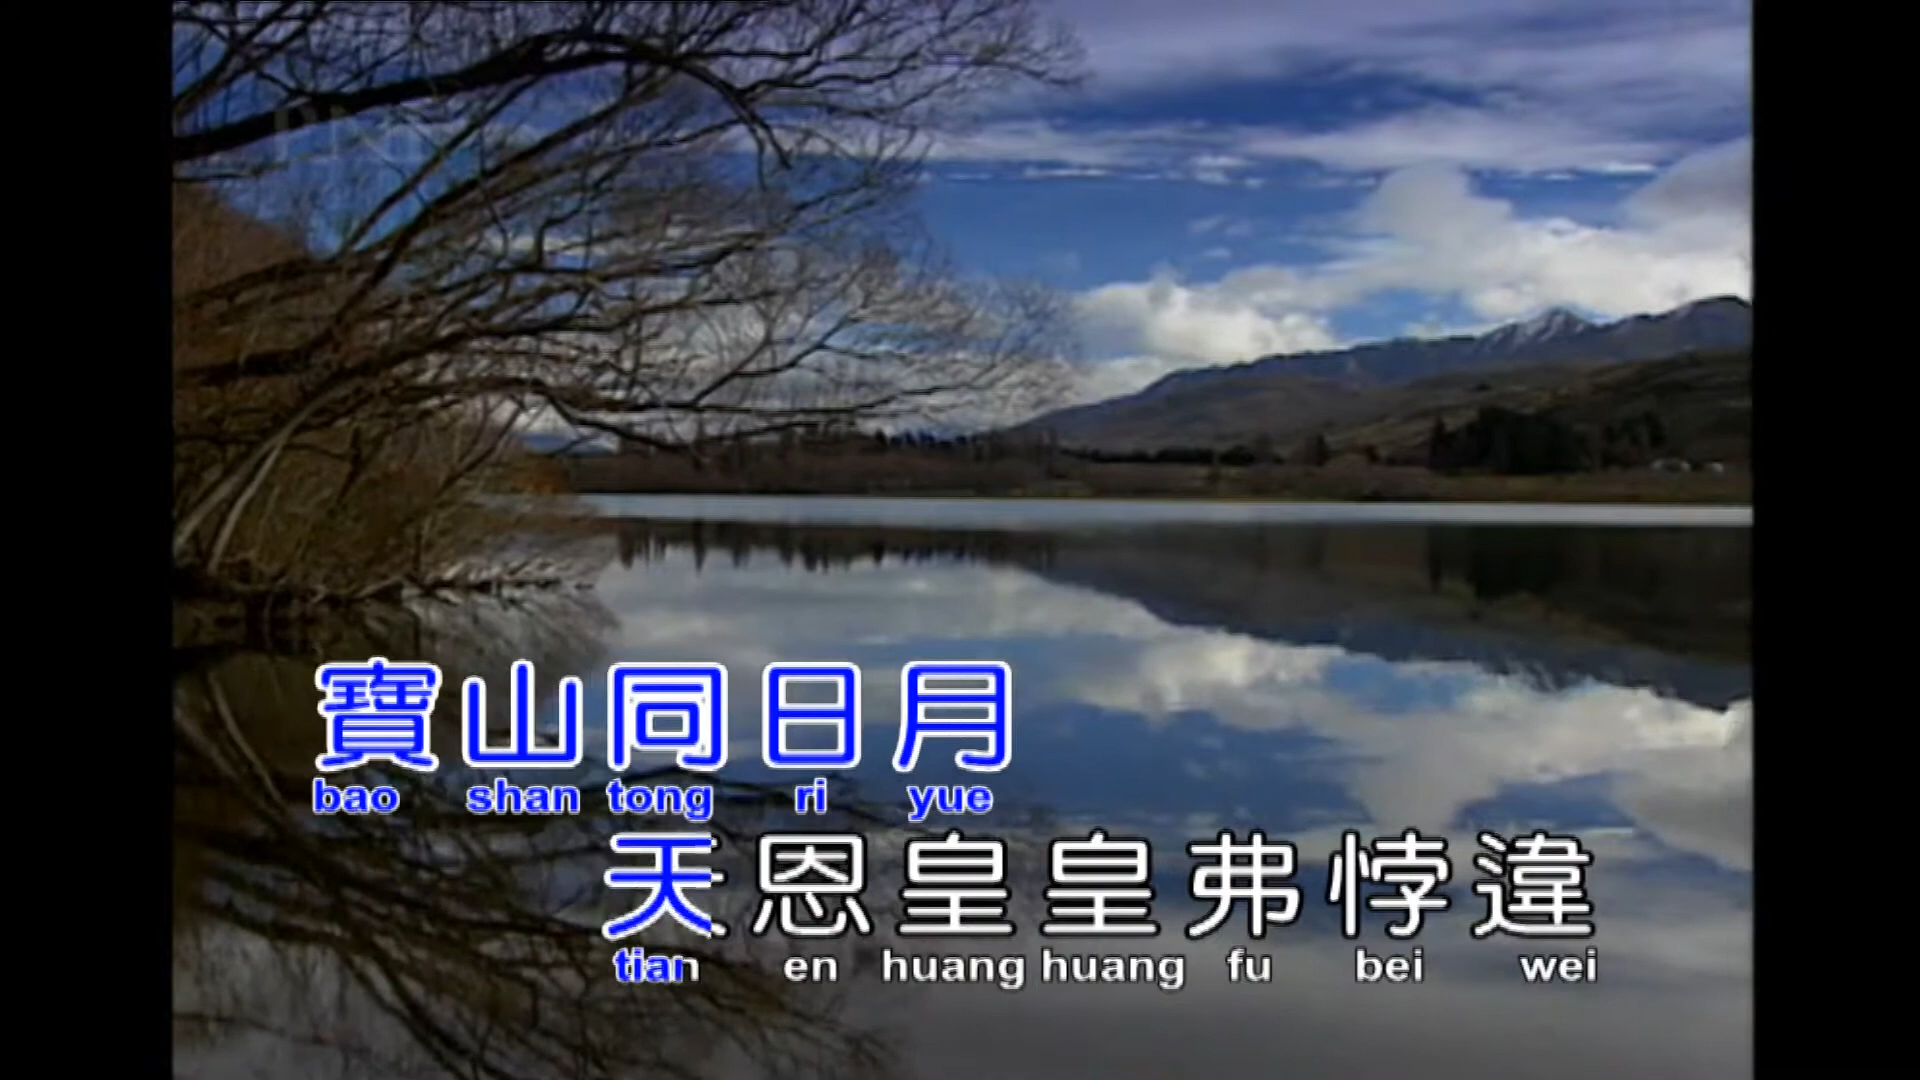 寶山同日月
bao shan tong ri yue
天恩皇皇弗悖違
tian en huang huang fu bei wei